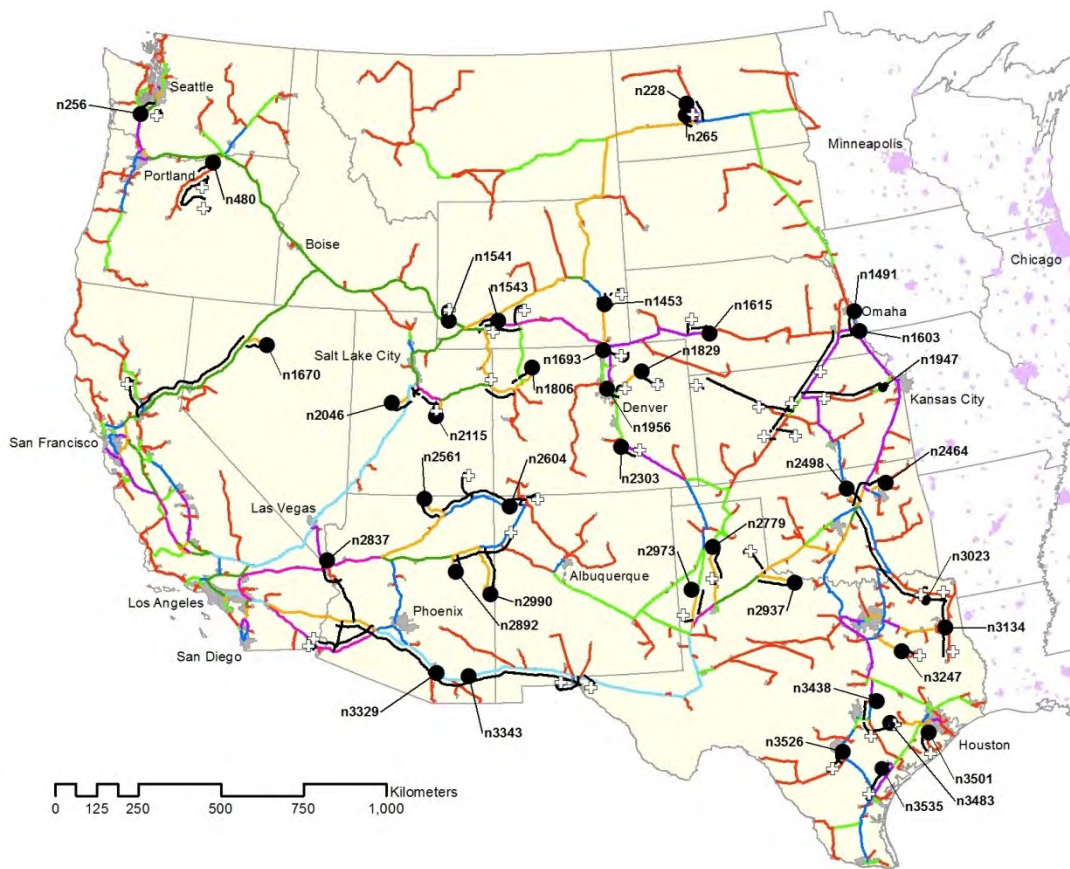 Seattle
n256
n228
n265
Minneapolis
Portland
n480
Boise
Chicago
n1541
n1543
n1453
n1491
n1615
Omaha
n1603
Salt Lake City
n1693
n1829
n1947
n1670
n1806
n2046
Denver
Kansas City
n2115
n1956
San Francisco
n2561
n2604
n2303
n2498
n2464
Las Vegas
n2837
n2779
n2973
Albuquerque
n3023
Los Angeles
Phoenix
n2990
n2892
n2937
n3134
San Diego
n3247
n3329
n3343
n3438
Houston
n3526
n3501
n3483
n3535
Kilometers
0 125 250 500 750 1,000